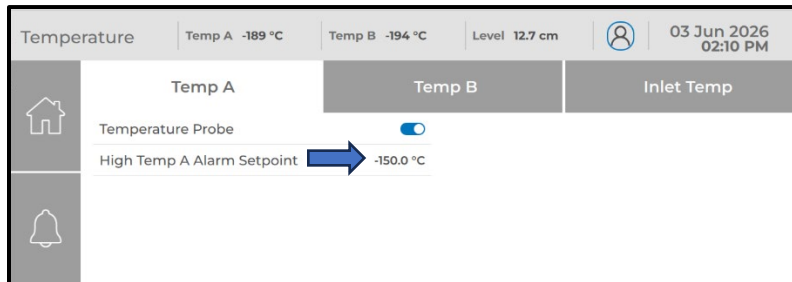 Temperature
Temp A -189 °C
Temp B -194 °C
Level 12.7 cm
03 Jun 2026
02:10 PM
Temp A
Temp B
Inlet Temp
Temperature Probe
High Temp A Alarm Setpoint -150.0 °C